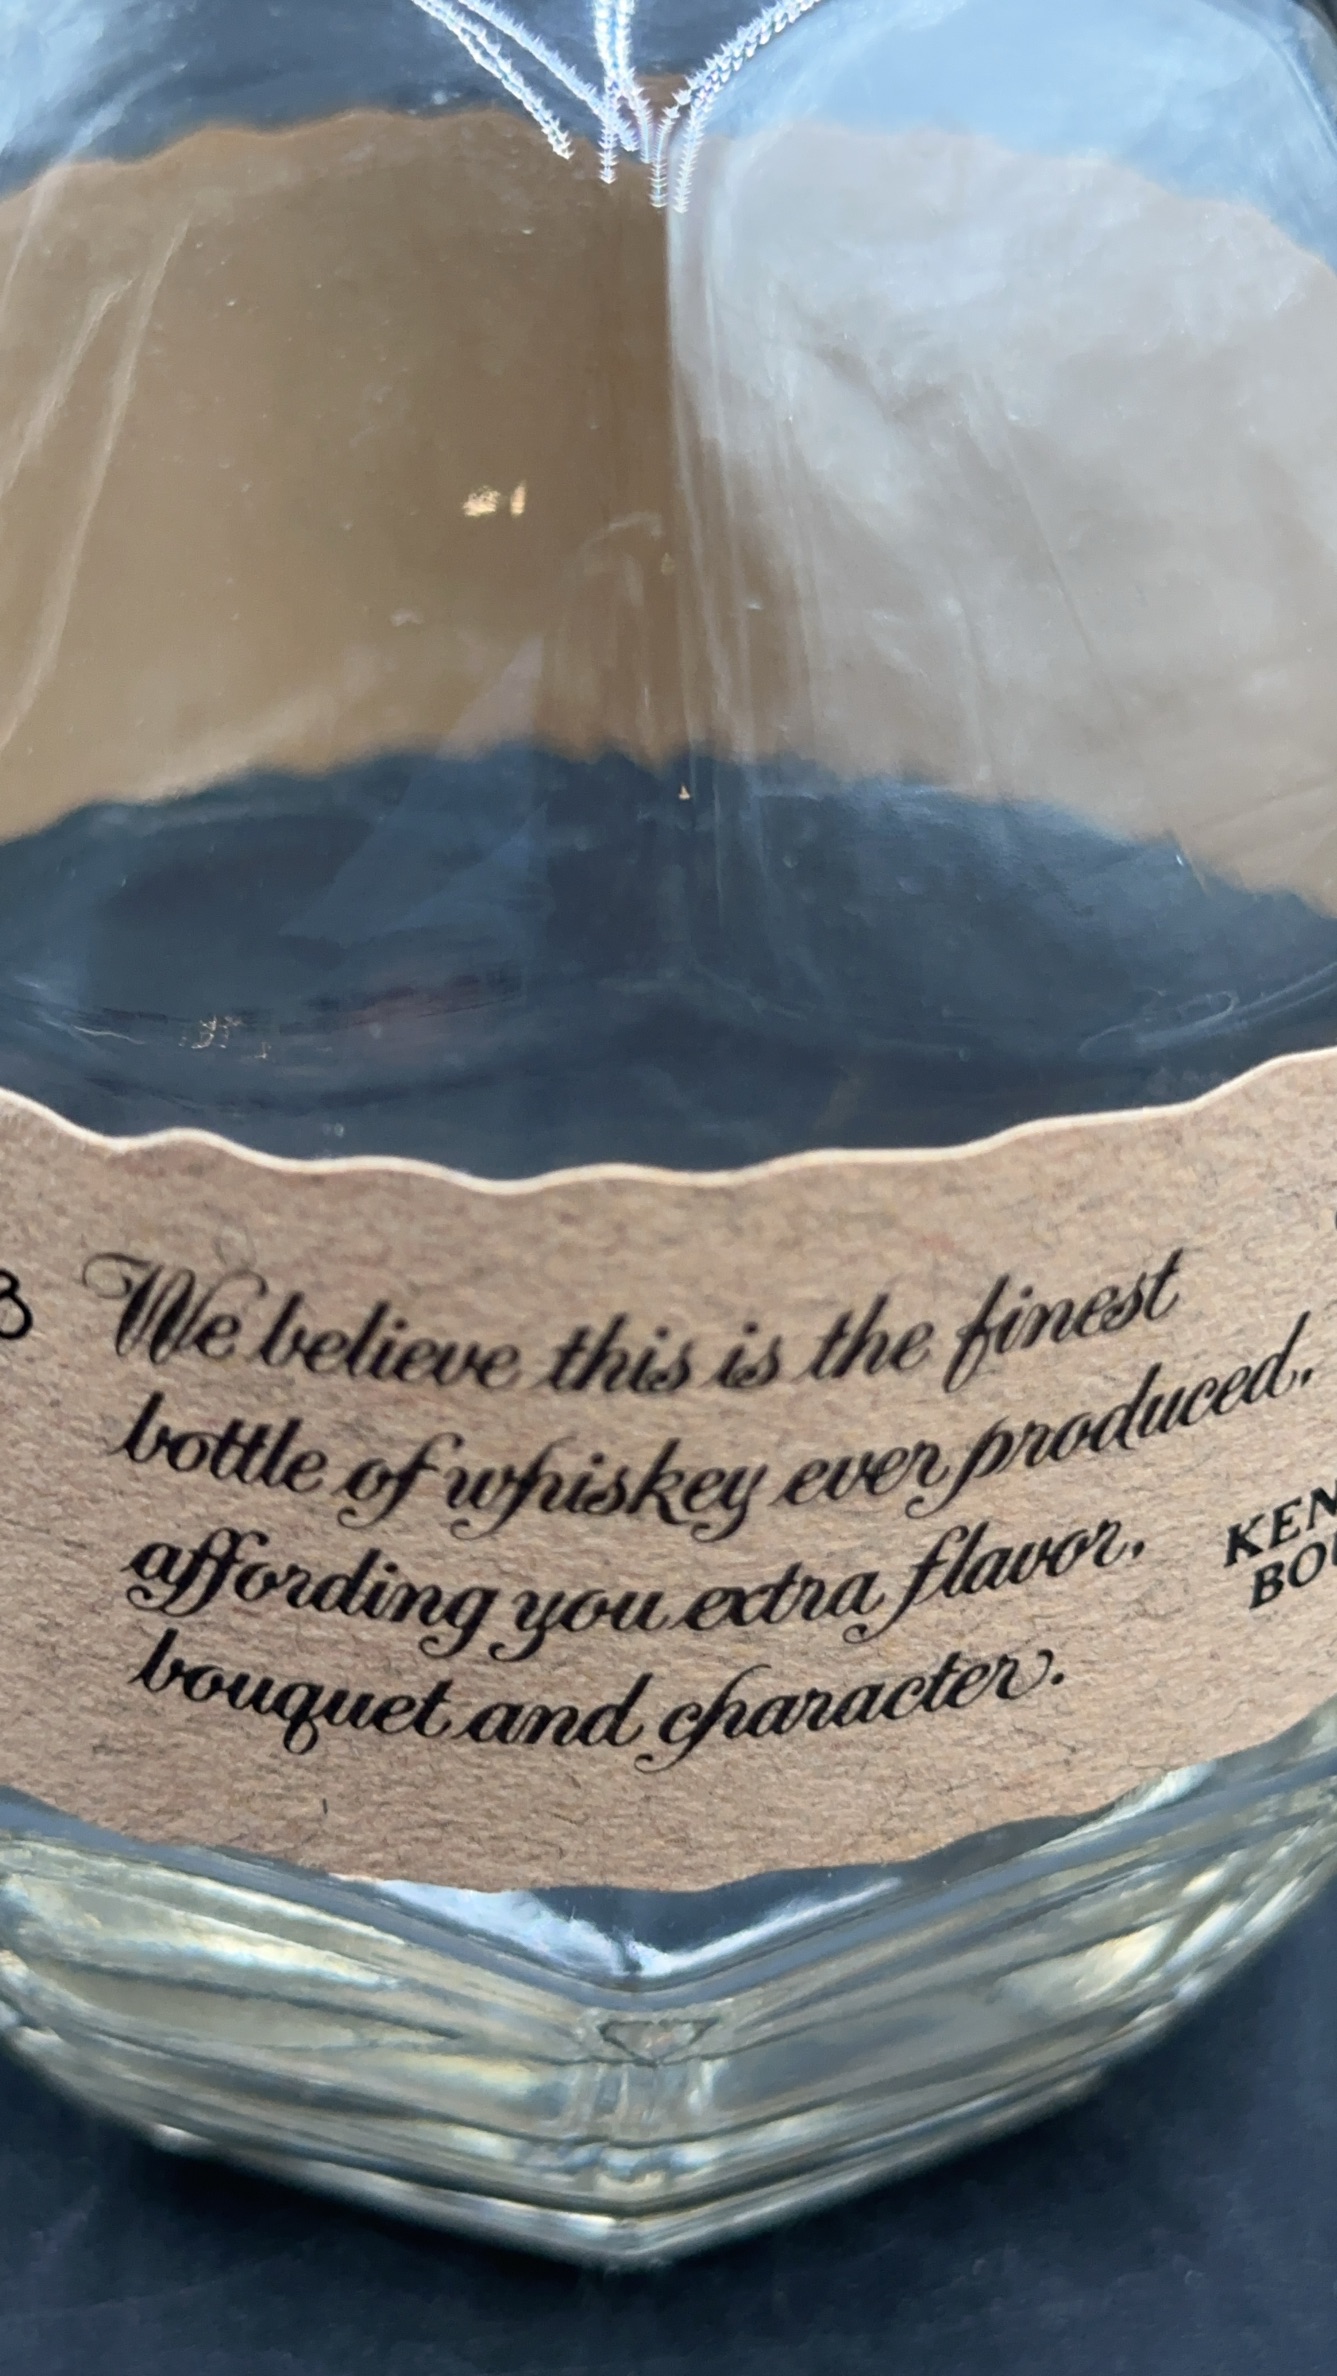 We believe this is the finest
bottle of whiskey ever produced,
affording you extra flavor,
bouquet and character.